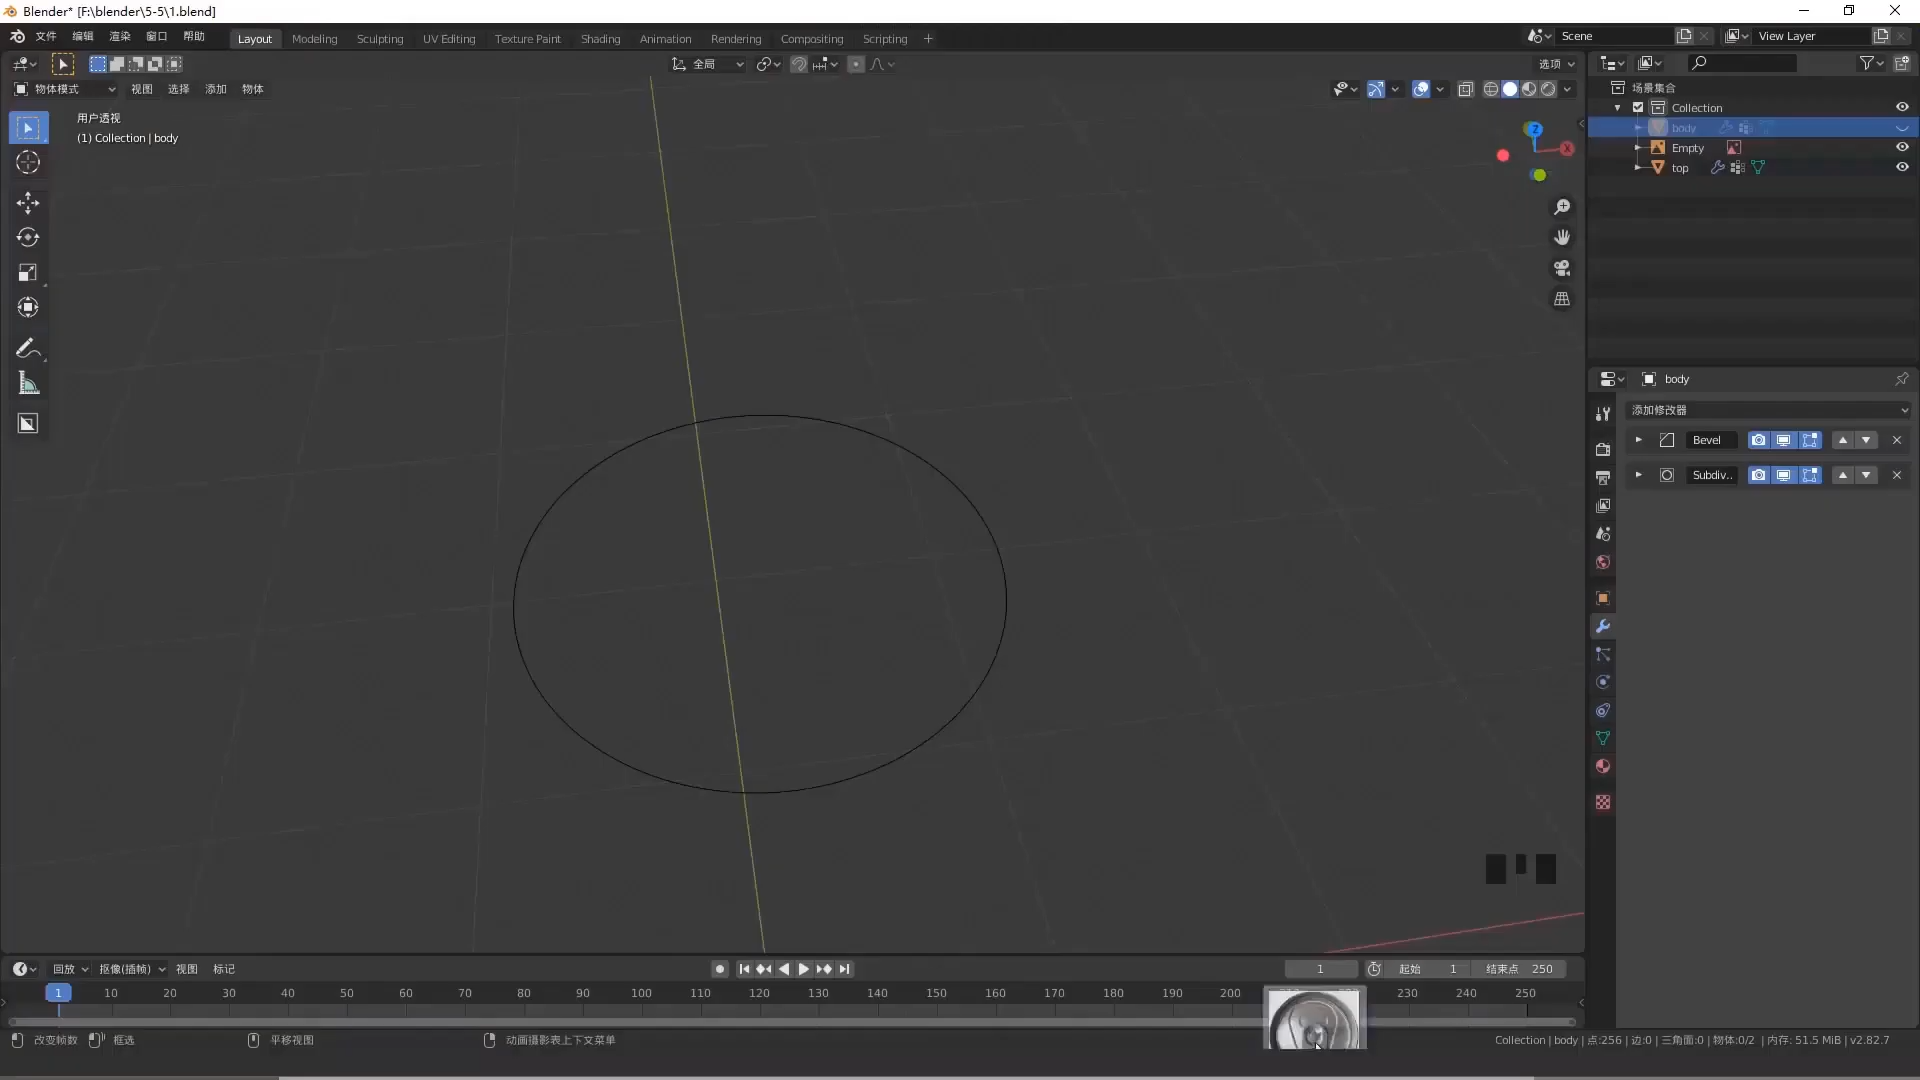 Blender* [F:\blender\5-5\1.blend]
文件 编辑 渲染 窗口 帮助 Layout Modeling Sculpting UV Editing Texture Paint Shading Animation Rendering Compositing Scripting + Scene View Layer
全局 选项
物体模式 视图 选择 添加 物体
用户透视
(1) Collection | body
Z
X
场景集合
Collection
body
Empty
top
body
添加修改器
Bevel
Subdiv..
回放 抠像(插帧) 视图 标记 1 起始 1 结束点 250
1 10 20 30 40 50 60 70 80 90 100 110 120 130 140 150 160 170 180 190 200 230 240 250
改变帧数 框选 平移视图 动画摄影表上下文菜单 Collection | body | 点:256 | 边:0 | 三角面:0 | 物体:0/2 | 内存: 51.5 MiB | v2.82.7